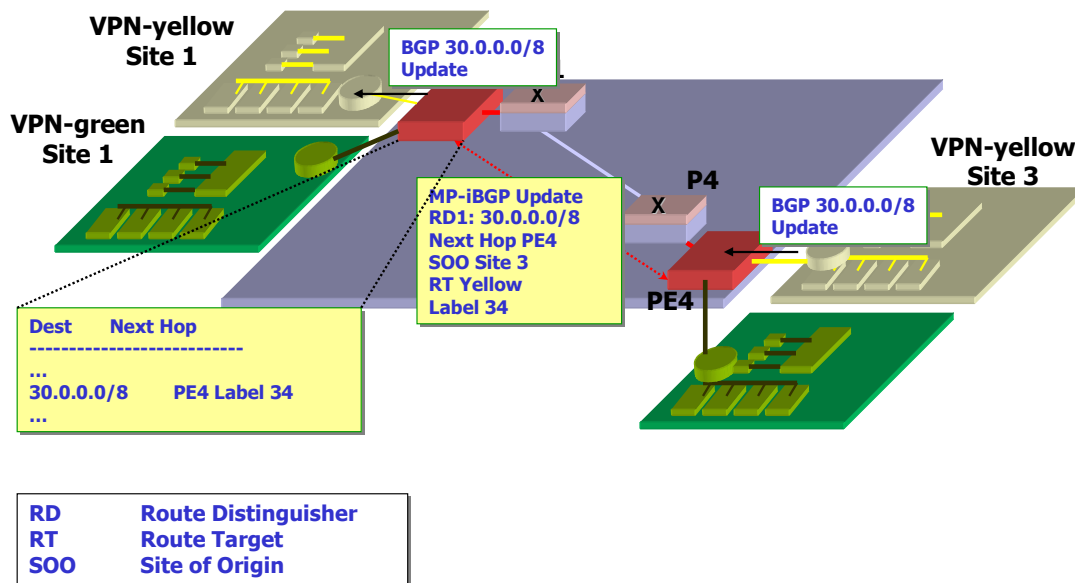 VPN-yellow
Site 1
BGP 30.0.0.0/8
Update
X
VPN-green
Site 1
VPN-yellow
Site 3
P4
X
BGP 30.0.0.0/8
Update
MP-iBGP Update
RD1: 30.0.0.0/8
Next Hop PE4
SOO Site 3
RT Yellow
Label 34
PE4
Dest Next Hop
---------------------------
...
30.0.0.0/8 PE4 Label 34
...
RD Route Distinguisher
RT Route Target
SOO Site of Origin